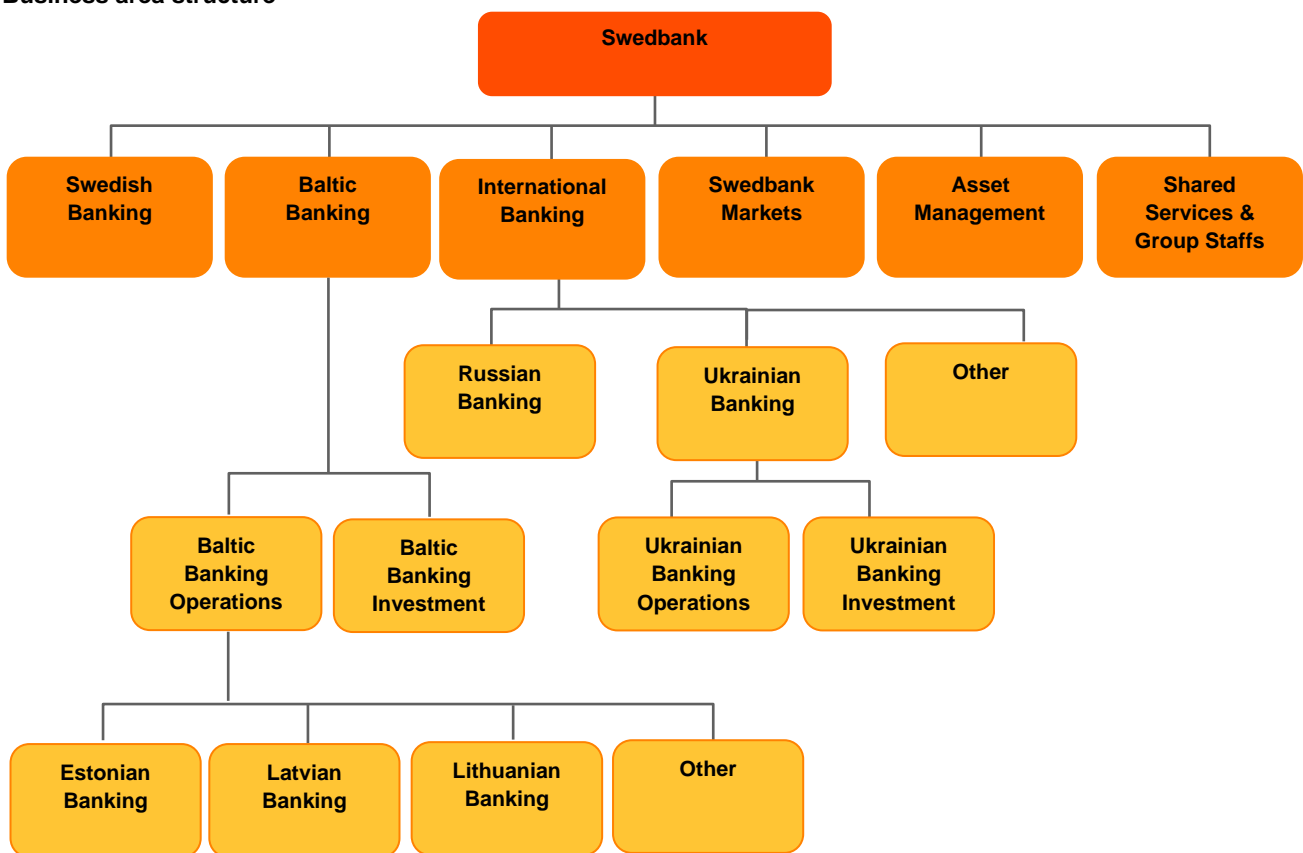 Business area structure
Swedbank
Swedish
Banking
Baltic
Banking
International
Banking
Swedbank
Markets
Asset
Management
Shared
Services &
Group Staffs
Russian
Banking
Ukrainian
Banking
Other
Baltic
Banking
Operations
Baltic
Banking
Investment
Ukrainian
Banking
Operations
Ukrainian
Banking
Investment
Estonian
Banking
Latvian
Banking
Lithuanian
Banking
Other